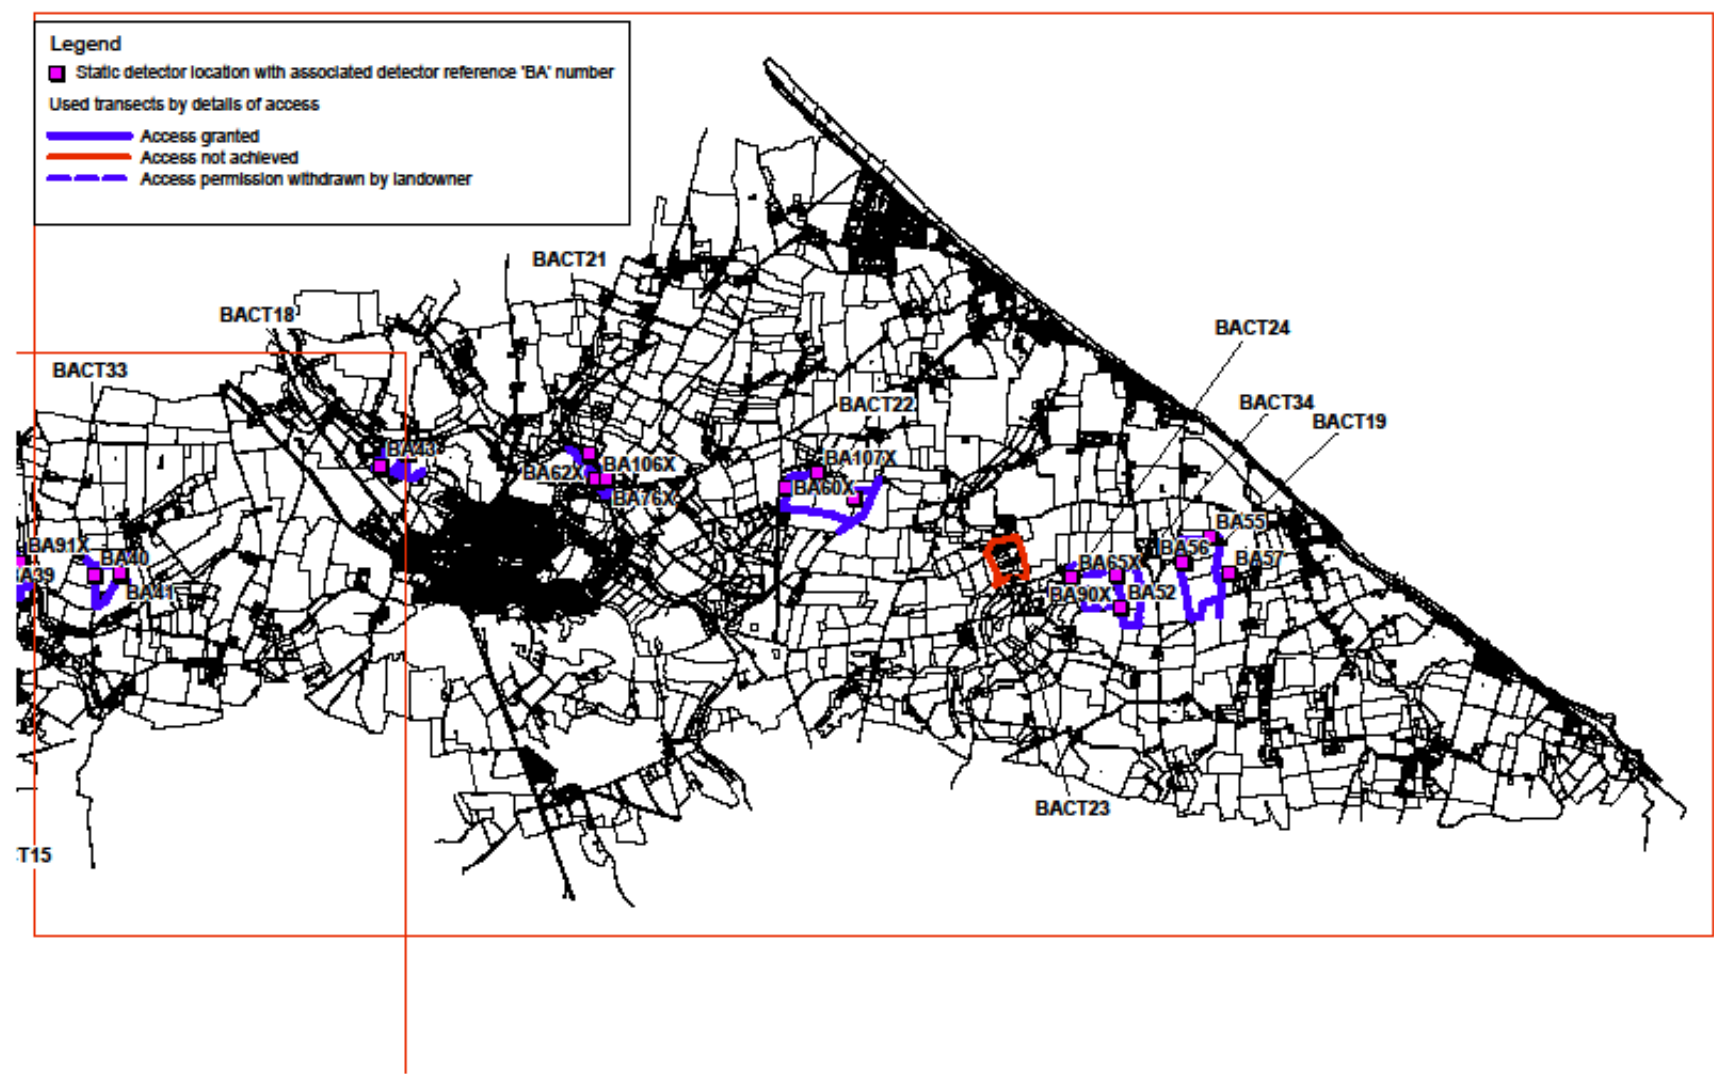 Legend
Static detector location with associated detector reference 'BA' number
Used transects by details of access
Access granted
Access not achieved
Access permission withdrawn by landowner
BACT21
BACT18
BACT24
BACT33
BACT22
BACT34
BACT19
BA43
BA107X
BA62X
BA106X
BA60X
BA76X
BA55
BA91X
BA40
BA65X
BA56
BA57
A39
BA41
BA90X
BA52
BACT23
T15